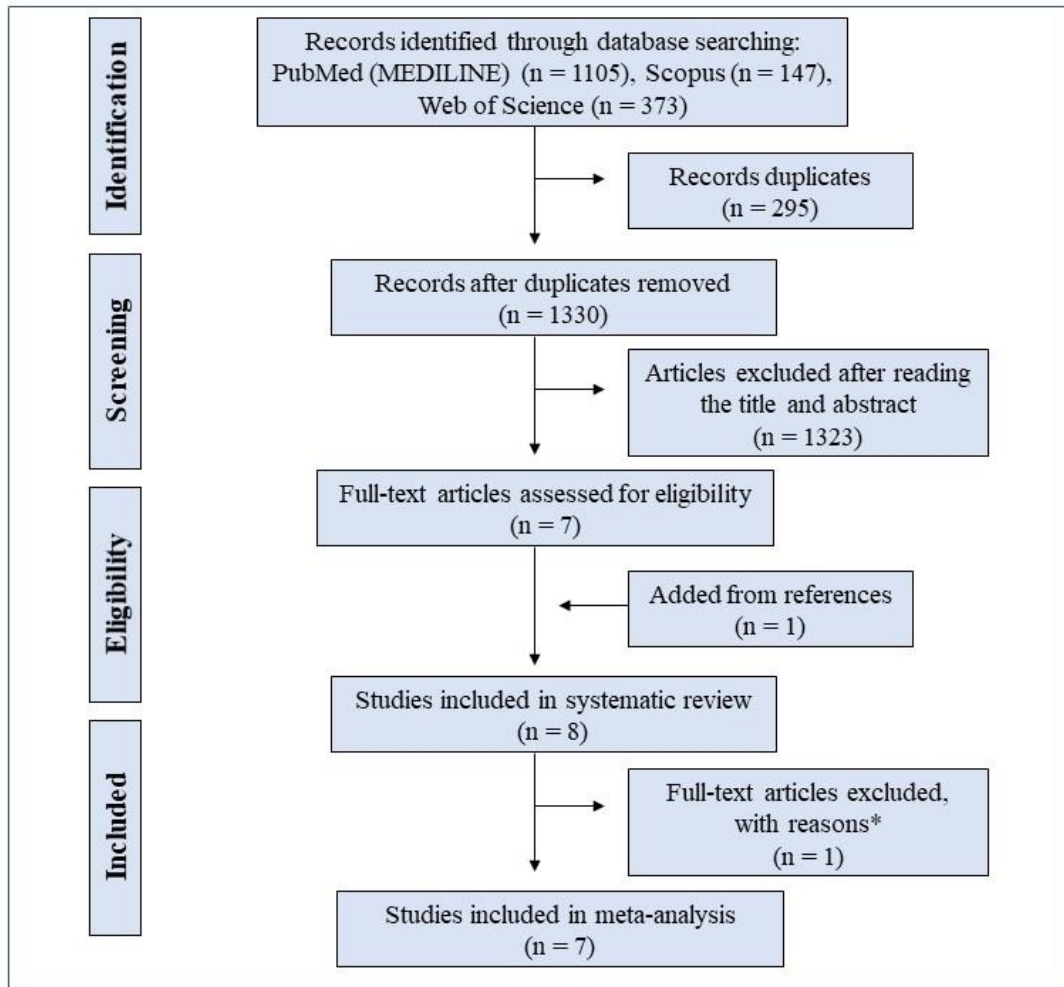 Identification
Records identified through database searching:
PubMed (MEDILINE) (n = 1105), Scopus (n = 147),
Web of Science (n = 373)
Records duplicates
(n = 295)
Screening
Records after duplicates removed
(n = 1330)
Articles excluded after reading
the title and abstract
(n = 1323)
Eligibility
Full-text articles assessed for eligibility
(n = 7)
Added from references
(n = 1)
Studies included in systematic review
(n = 8)
Included
Full-text articles excluded,
with reasons*
(n = 1)
Studies included in meta-analysis
(n = 7)